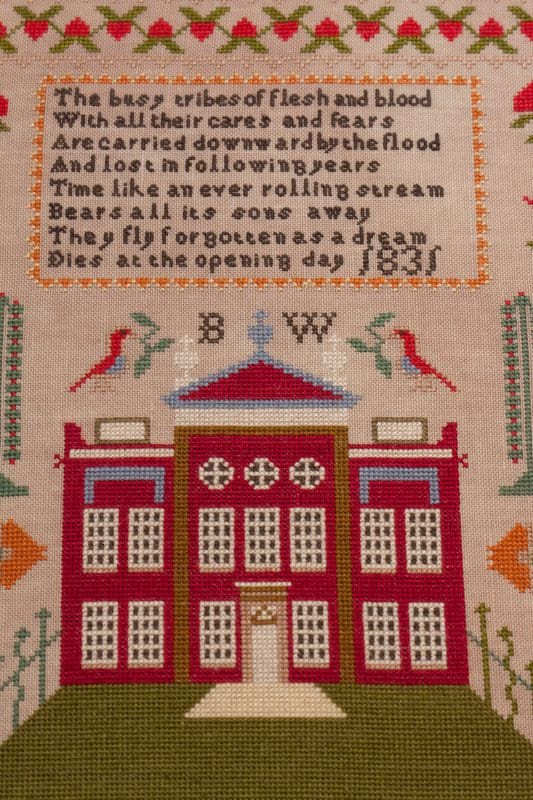 The busy tribes of flesh and blood
With all their cares and fears
Are carried downward by the flood
And lost in following years
Time like an ever rolling stream
Bears all its sons away
They fly forgotten as a dream
Dies at the opening day 1831
B W